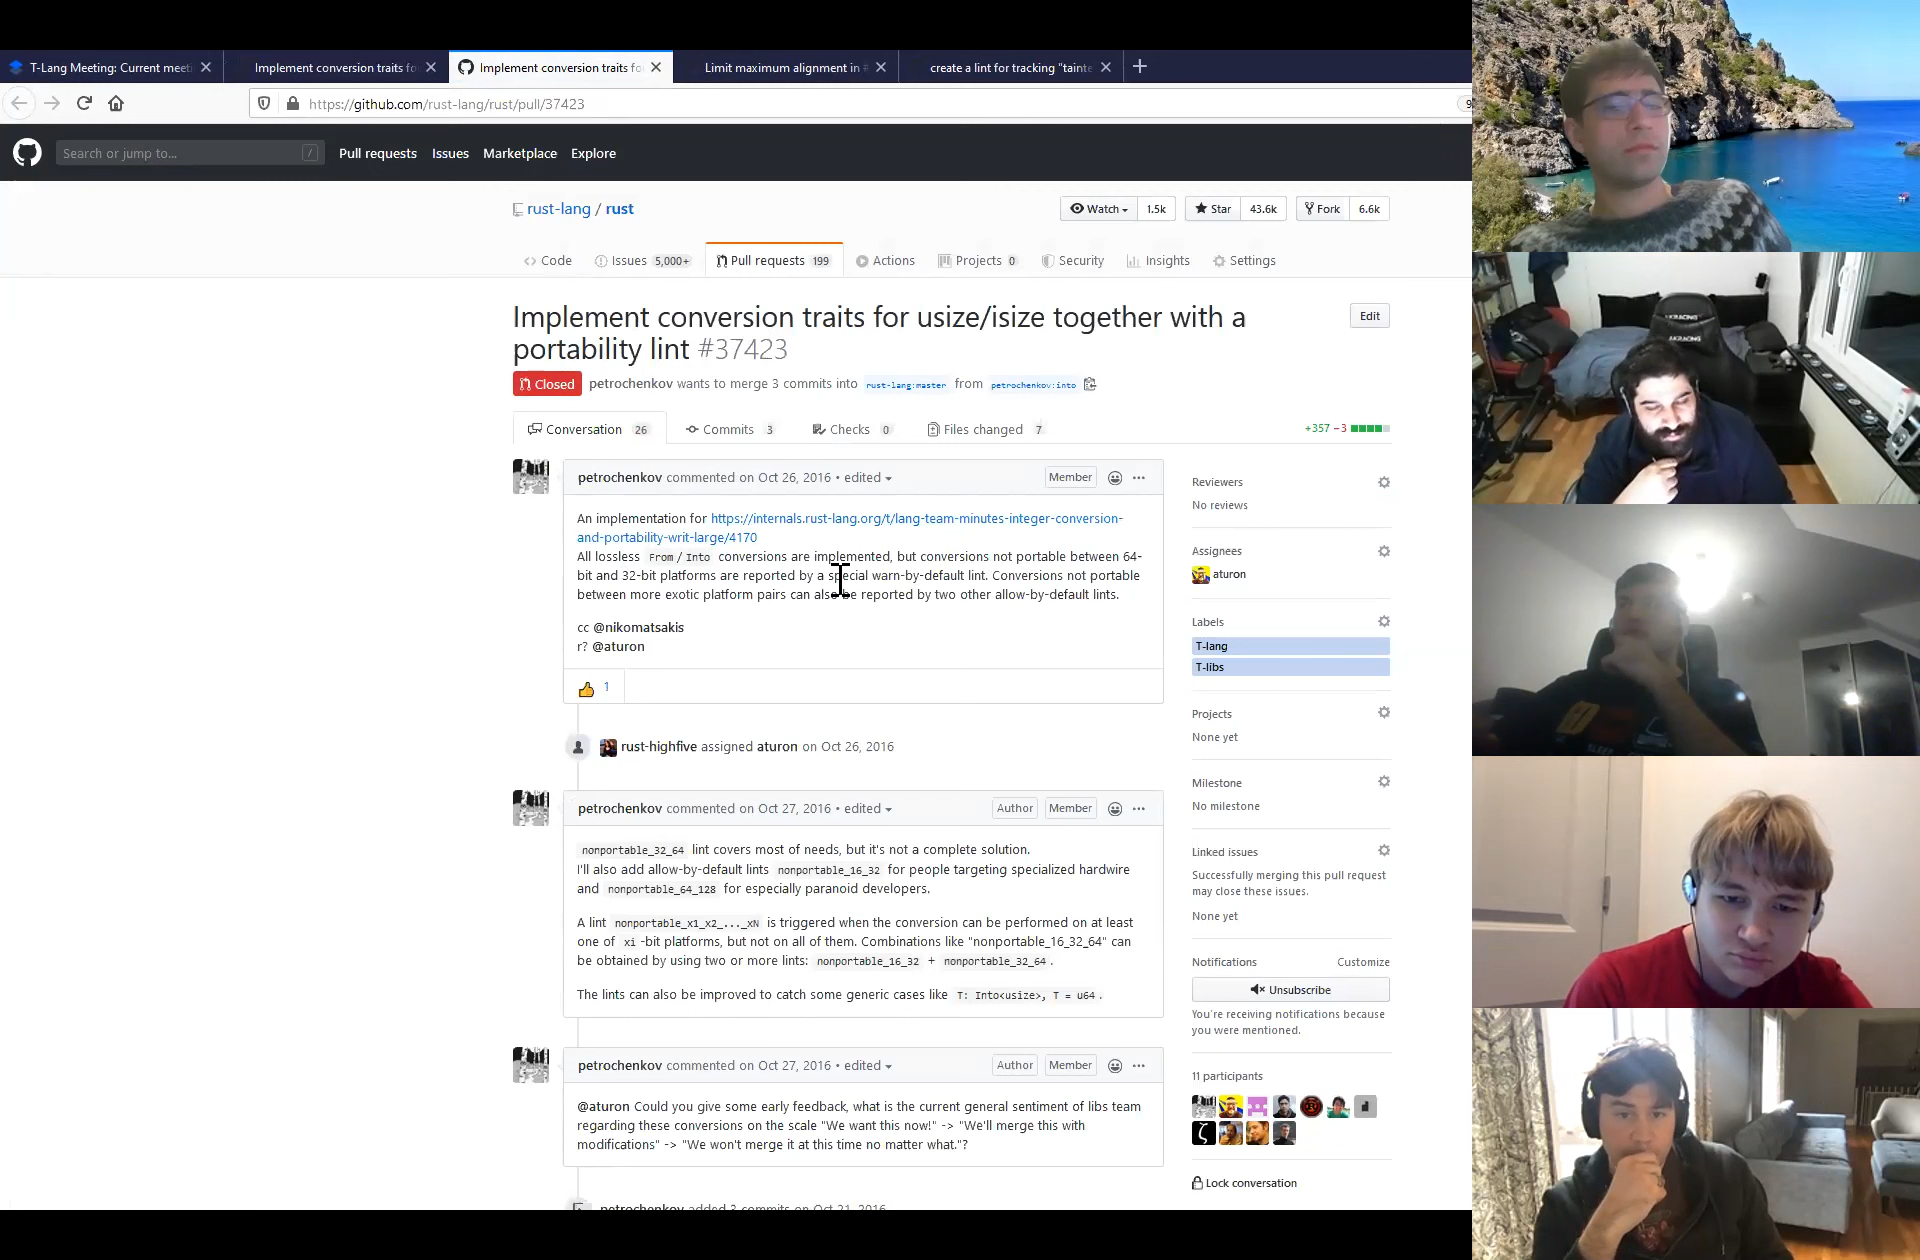 T-Lang Meeting: Current meeti
Implement conversion traits fo
Implement conversion traits fo
Limit maximum alignment in #
create a lint for tracking "tainte
https://github.com/rust-lang/rust/pull/37423
Search or jump to...
/
Pull requests
Issues
Marketplace
Explore
rust-lang / rust
Watch
1.5k
Star
43.6k
Fork
6.6k
Code
Issues 5,000+
Pull requests 199
Actions
Projects 0
Security
Insights
Settings
Implement conversion traits for usize/isize together with a
portability lint #37423
Edit
Closed
petrochenkov wants to merge 3 commits into rust-lang:master from petrochenkov:into
Conversation 26
Commits 3
Checks 0
Files changed 7
+357 −3
petrochenkov commented on Oct 26, 2016 • edited
Member
An implementation for https://internals.rust-lang.org/t/lang-team-minutes-integer-conversion-
and-portability-writ-large/4170
All lossless From / Into conversions are implemented, but conversions not portable between 64-
bit and 32-bit platforms are reported by a special warn-by-default lint. Conversions not portable
between more exotic platform pairs can also be reported by two other allow-by-default lints.
cc @nikomatsakis
r? @aturon
1
rust-highfive assigned aturon on Oct 26, 2016
petrochenkov commented on Oct 27, 2016 • edited
Author
Member
nonportable_32_64 lint covers most of needs, but it's not a complete solution.
I'll also add allow-by-default lints nonportable_16_32 for people targeting specialized hardwire
and nonportable_64_128 for especially paranoid developers.
A lint nonportable_x1_x2_..._xN is triggered when the conversion can be performed on at least
one of xi -bit platforms, but not on all of them. Combinations like "nonportable_16_32_64" can
be obtained by using two or more lints: nonportable_16_32 + nonportable_32_64 .
The lints can also be improved to catch some generic cases like T: Into<usize>, T = u64 .
petrochenkov commented on Oct 27, 2016 • edited
Author
Member
@aturon Could you give some early feedback, what is the current general sentiment of libs team
regarding these conversions on the scale "We want this now!" -> "We'll merge this with
modifications" -> "We won't merge it at this time no matter what."?
petrochenkov added 3 commits on Oct 21, 2016
Reviewers
No reviews
Assignees
aturon
Labels
T-lang
T-libs
Projects
None yet
Milestone
No milestone
Linked issues
Successfully merging this pull request
may close these issues.
None yet
Notifications
Customize
Unsubscribe
You're receiving notifications because
you were mentioned.
11 participants
Lock conversation
AKRACING
AKRACING
SLEEP